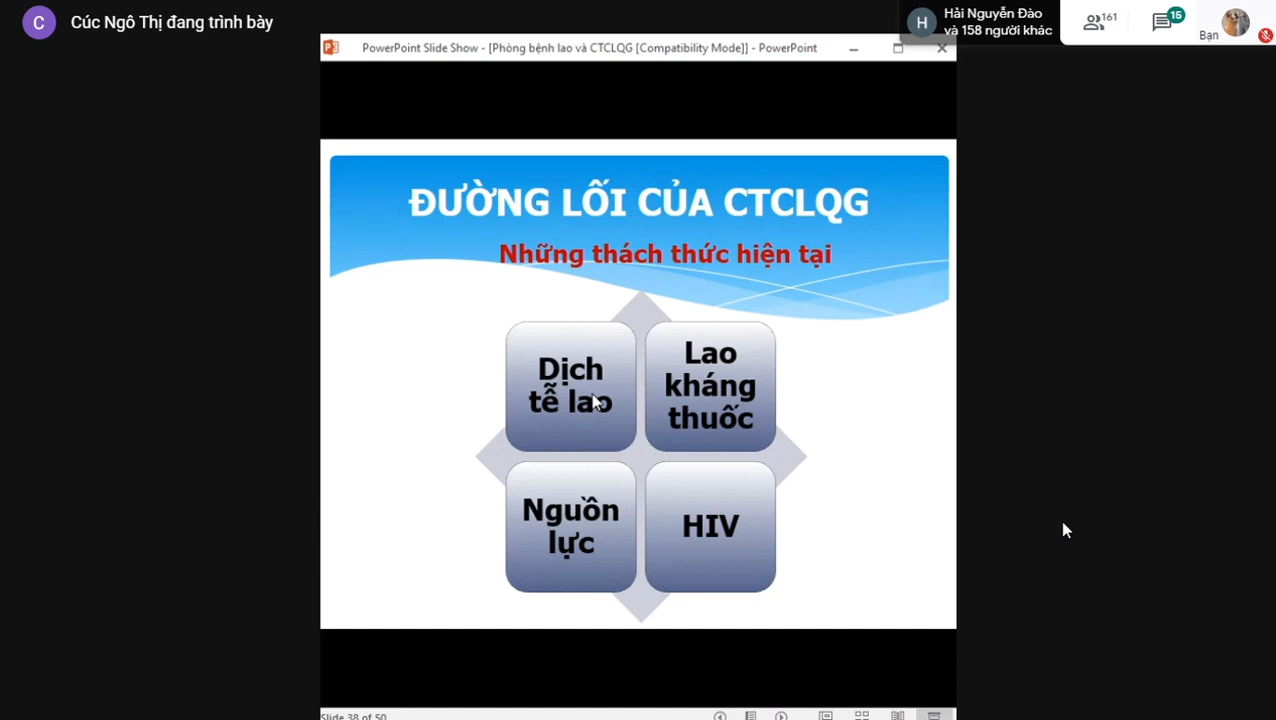 C
Cúc Ngô Thị đang trình bày
H
Hải Nguyễn Đào
và 158 người khác
161
15
Bạn
PowerPoint Slide Show - [Phòng bệnh lao và CTCLQG [Compatibility Mode]] - PowerPoint
ĐƯỜNG LỐI CỦA CTCLQG
Những thách thức hiện tại
Dịch
tễ lao
Lao
kháng
thuốc
Nguồn
lực
HIV
Slide 38 of 50